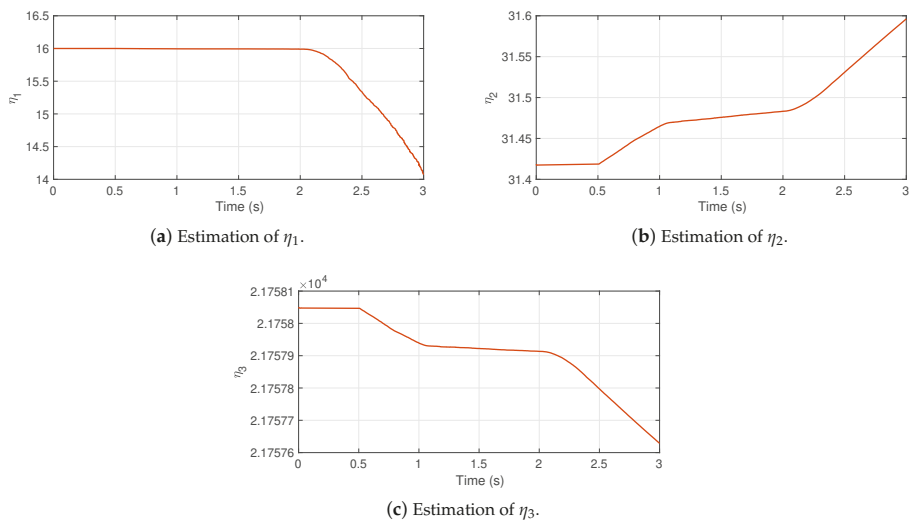 16.5
16
15.5
15
14.5
14
η1
0 0.5 1 1.5 2 2.5 3
Time (s)
(a) Estimation of η1.
31.6
31.55
31.5
31.45
31.4
η2
0 0.5 1 1.5 2 2.5 3
Time (s)
(b) Estimation of η2.
×10^4
2.17581
2.1758
2.17579
2.17578
2.17577
2.17576
η3
0 0.5 1 1.5 2 2.5 3
Time (s)
(c) Estimation of η3.